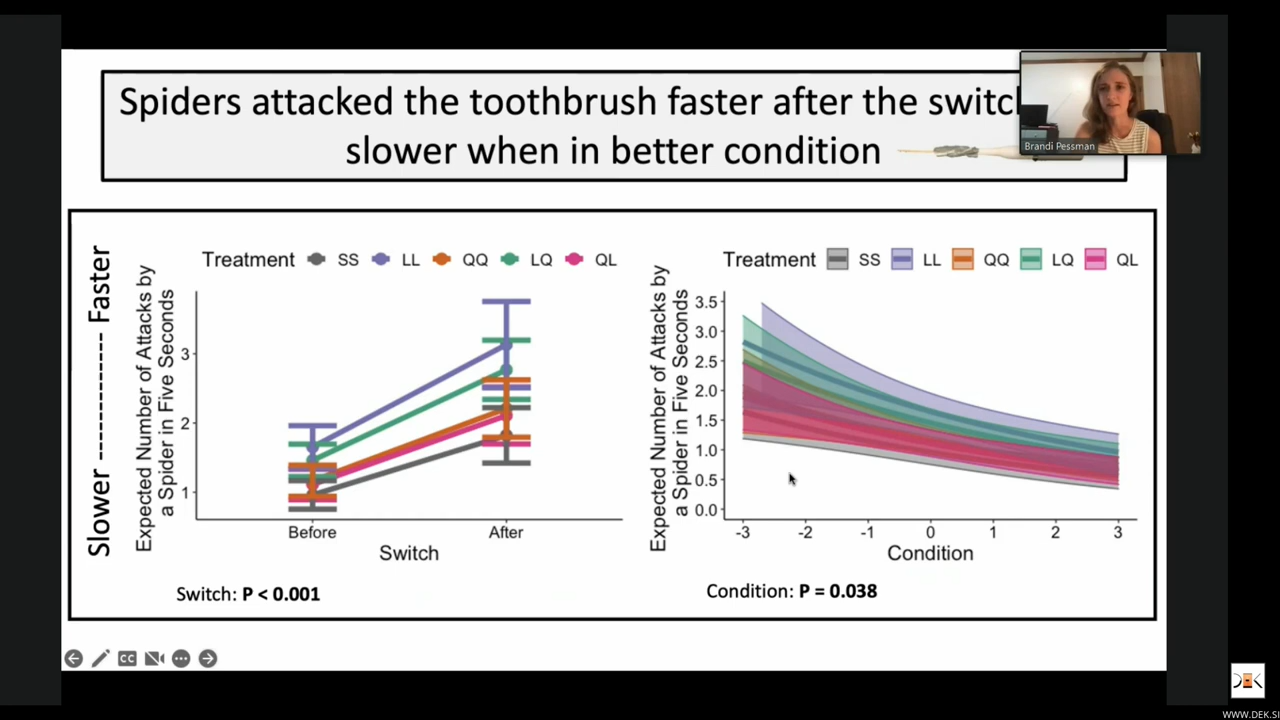 Spiders attacked the toothbrush faster after the switch
slower when in better condition
Brandi Pessman
Slower --------------- Faster
Treatment SS LL QQ LQ QL
Expected Number of Attacks by
a Spider in Five Seconds
3
2
1
Before After
Switch
Switch: P < 0.001
Treatment SS LL QQ LQ QL
Expected Number of Attacks by
a Spider in Five Seconds
3.5
3.0
2.5
2.0
1.5
1.0
0.5
0.0
-3 -2 -1 0 1 2 3
Condition
Condition: P = 0.038
CC
DEK
WWW.DEK.SI